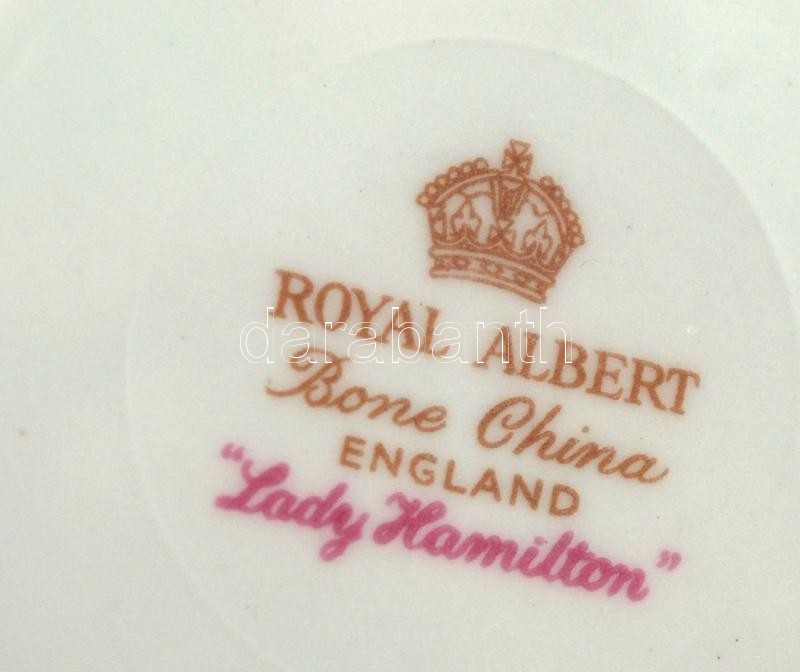 ROYAL ALBERT
darabanth
Bone China
ENGLAND
"Lady Hamilton"